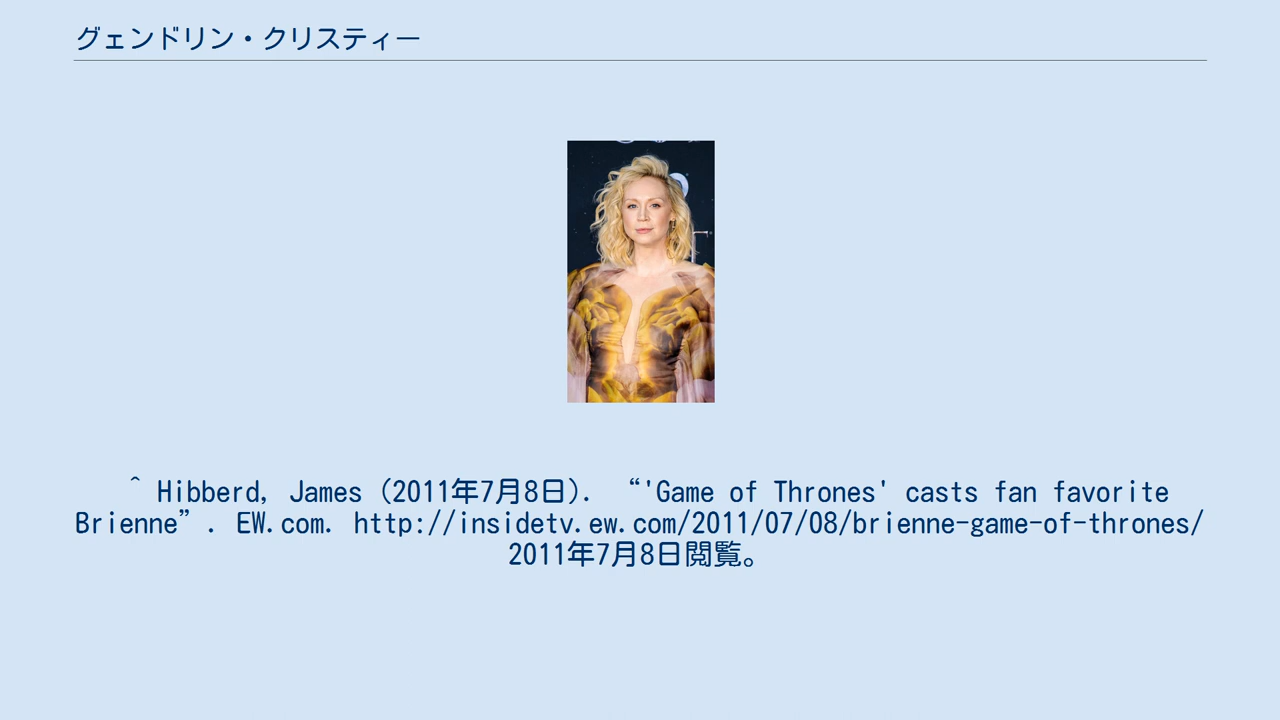 グェンドリン・クリスティー
^ Hibberd, James (2011年7月8日). “'Game of Thrones' casts fan favorite
Brienne”. EW.com. http://insidetv.ew.com/2011/07/08/brienne-game-of-thrones/
2011年7月8日閲覧。